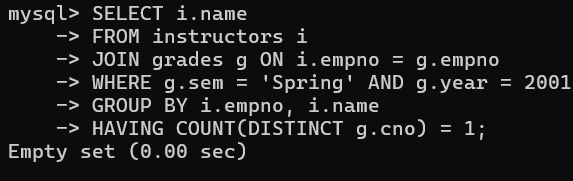 mysql> SELECT i.name
    -> FROM instructors i
    -> JOIN grades g ON i.empno = g.empno
    -> WHERE g.sem = 'Spring' AND g.year = 2001
    -> GROUP BY i.empno, i.name
    -> HAVING COUNT(DISTINCT g.cno) = 1;
Empty set (0.00 sec)